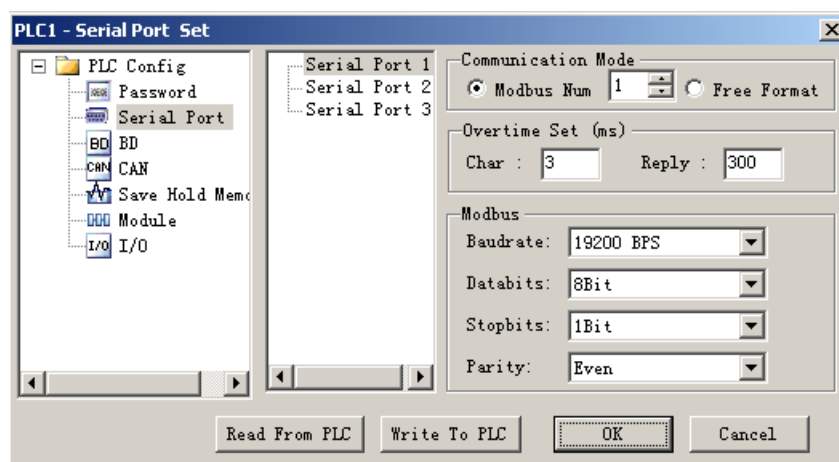 PLC1 - Serial Port Set
PLC Config
Password
Serial Port
BD BD
CAN CAN
Save Hold Memo
Module
I/O I/O
Serial Port 1
Serial Port 2
Serial Port 3
Communication Mode
Modbus Num 1 Free Format
Overtime Set (ms)
Char : 3 Reply : 300
Modbus
Baudrate: 19200 BPS
Databits: 8Bit
Stopbits: 1Bit
Parity: Even
Read From PLC Write To PLC OK Cancel